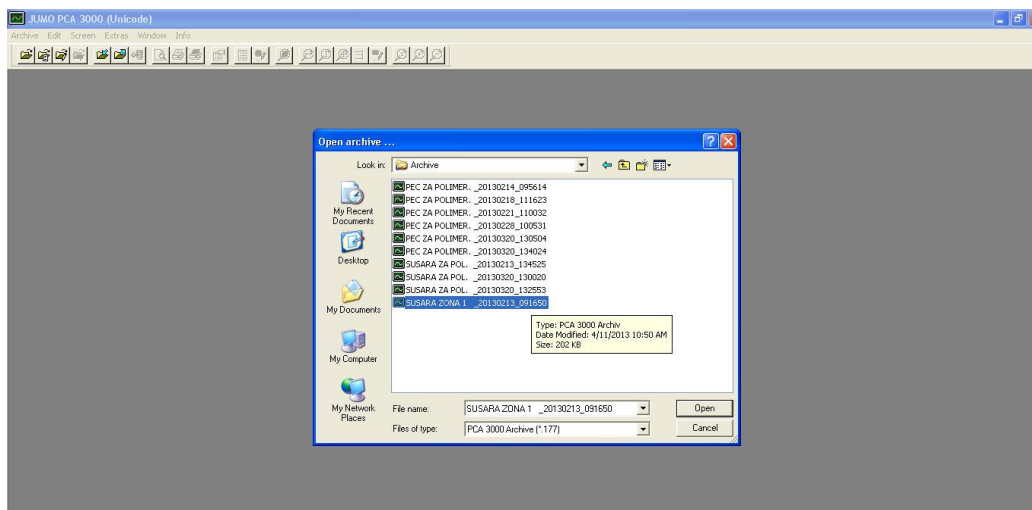 JUMO PCA 3000 (Unicode)
Archive Edit Screen Extras Window Info
Open archive ...
Look in: Archive
My Recent Documents
Desktop
My Documents
My Computer
My Network Places
PEC ZA POLIMER. _20130214_095614
PEC ZA POLIMER. _20130218_111623
PEC ZA POLIMER. _20130221_110032
PEC ZA POLIMER. _20130228_100531
PEC ZA POLIMER. _20130320_130504
PEC ZA POLIMER. _20130320_134024
SUSARA ZA POL. _20130213_134525
SUSARA ZA POL. _20130320_130020
SUSARA ZA POL. _20130320_132553
SUSARA ZONA 1 _20130213_091650
Type: PCA 3000 Archiv
Date Modified: 4/11/2013 10:50 AM
Size: 202 KB
File name: SUSARA ZONA 1 _20130213_091650 Open
Files of type: PCA 3000 Archive (*.177) Cancel